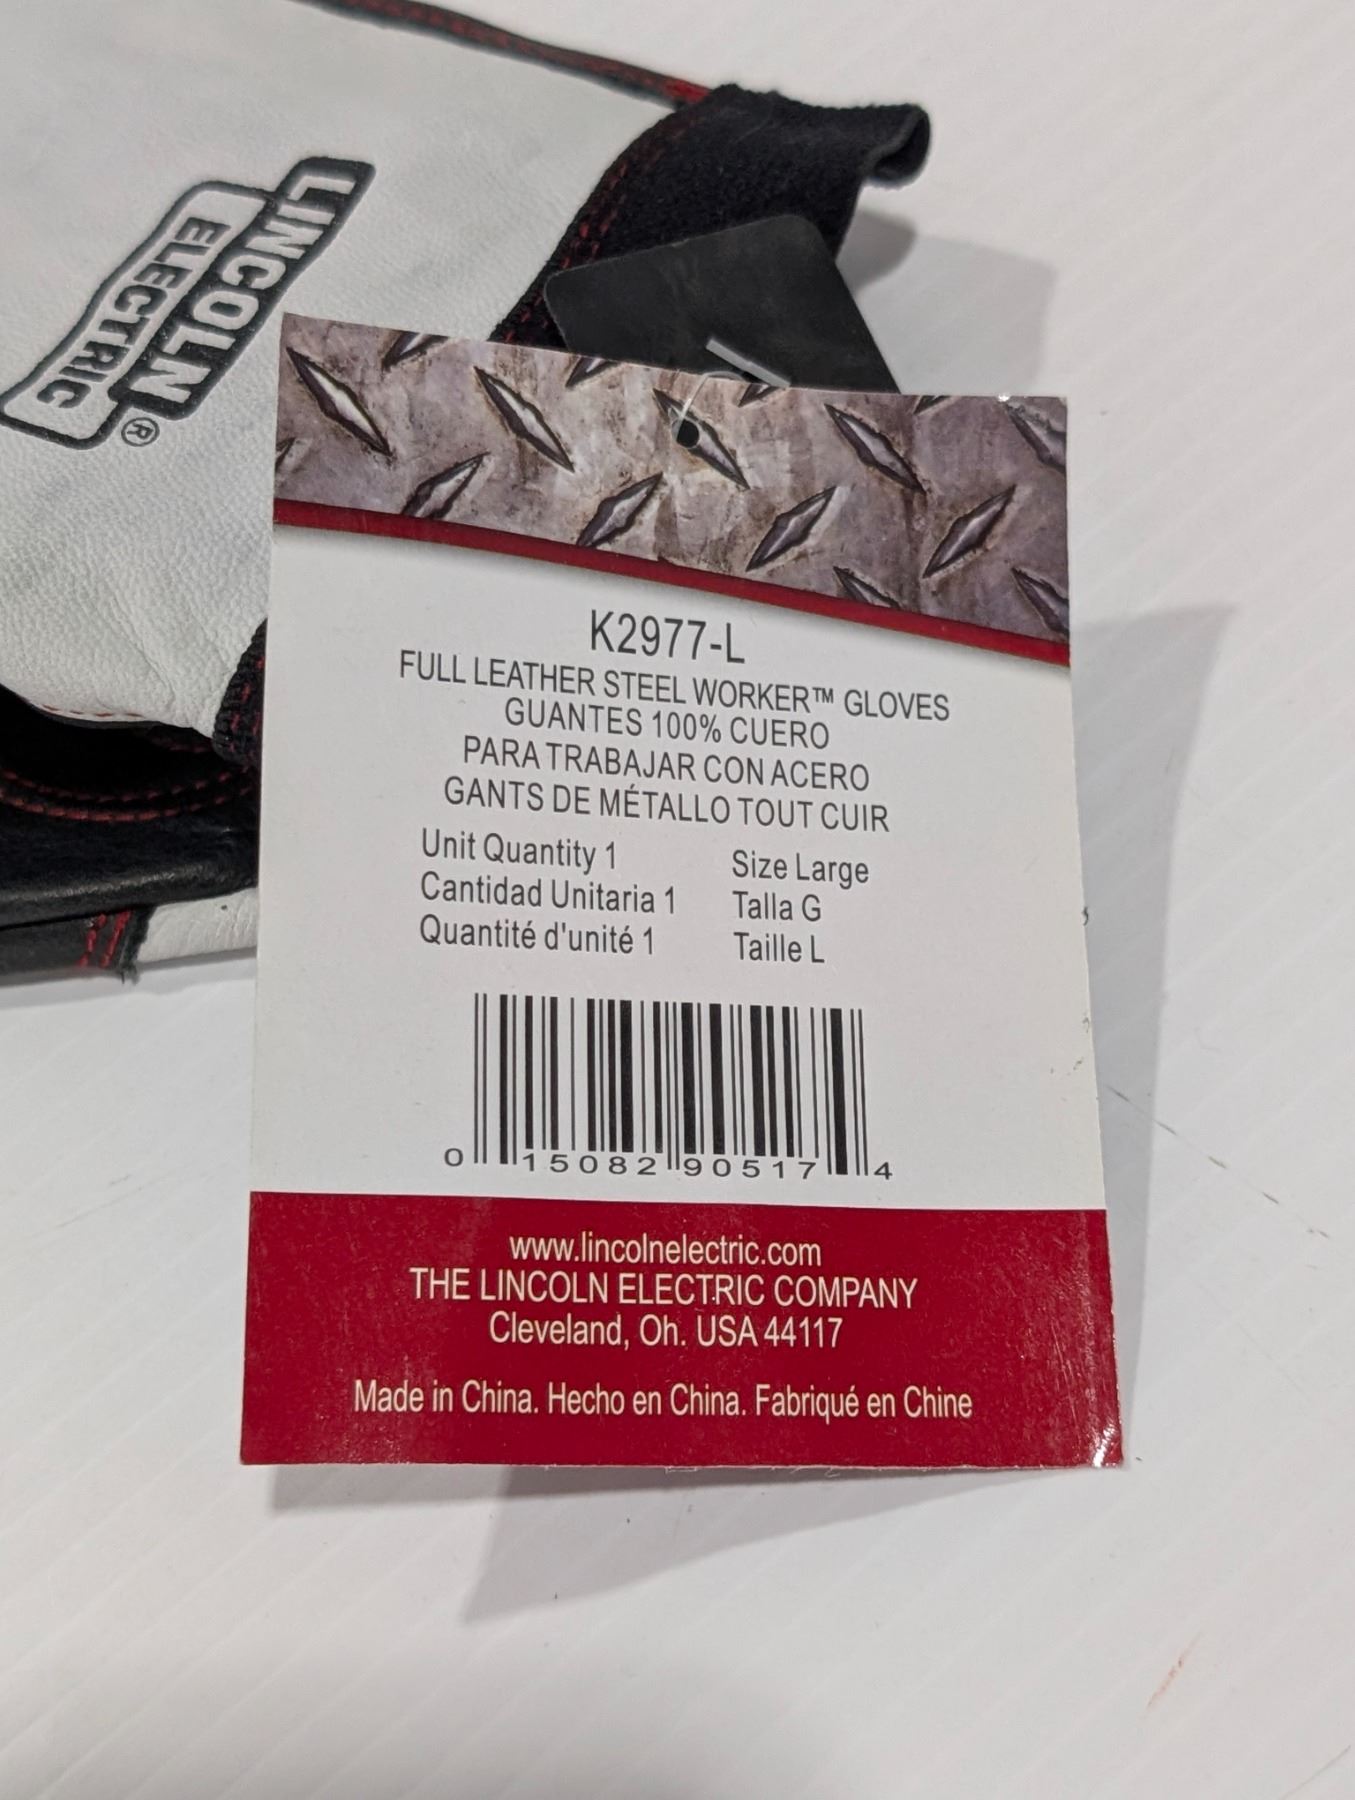 LINCOLN
ELECTRIC ®
K2977-L
FULL LEATHER STEEL WORKER™ GLOVES
GUANTES 100% CUERO
PARA TRABAJAR CON ACERO
GANTS DE MÉTALLO TOUT CUIR
Unit Quantity 1 Size Large
Cantidad Unitaria 1 Talla G
Quantité d'unité 1 Taille L
0 15082 90517 4
www.lincolnelectric.com
THE LINCOLN ELECTRIC COMPANY
Cleveland, Oh. USA 44117
Made in China. Hecho en China. Fabriqué en Chine